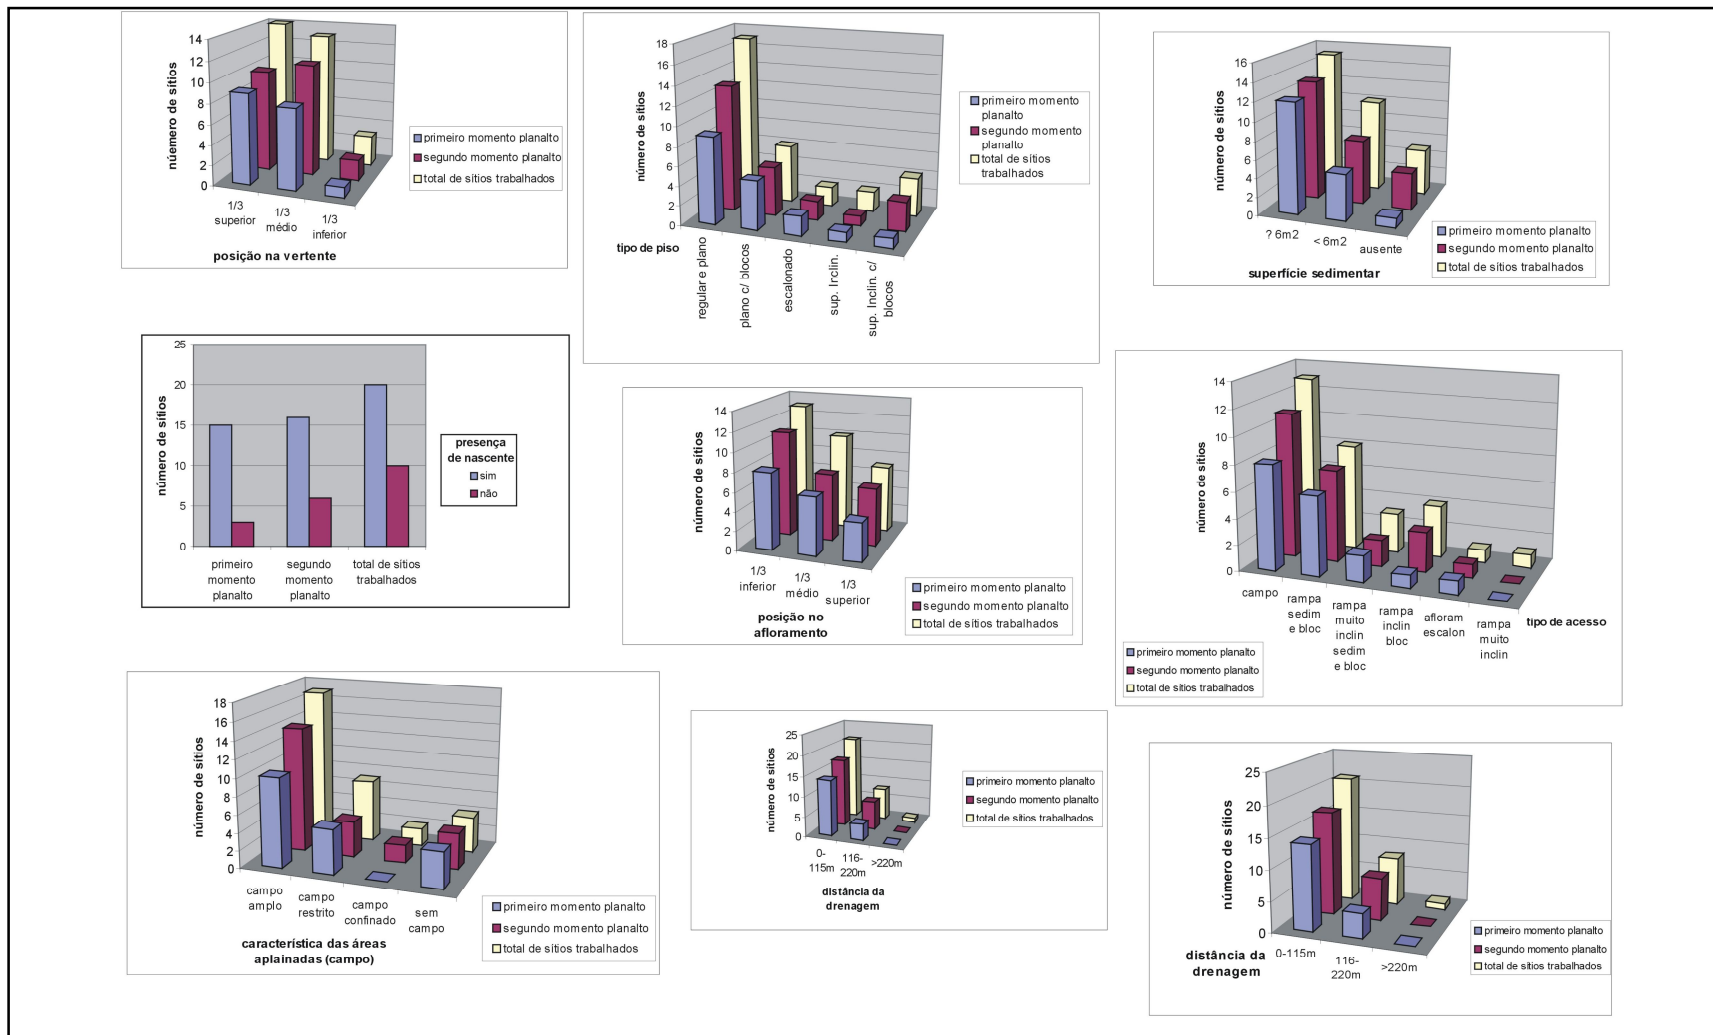 14
12
10
8
6
4
2
0
núemero de sítios
1/3
superior
1/3
médio
1/3
inferior
posição na vertente
primeiro momento planalto
segundo momento planalto
total de sítios trabalhados
18
16
14
12
10
8
6
4
2
0
número de sítios
tipo de piso
regular e plano
plano c/ blocos
escalonado
sup. Inclin.
sup. Inclin. c/
blocos
primeiro momento
planalto
segundo momento
planalto
total de sítios
trabalhados
16
14
12
10
8
6
4
2
0
número de sítios
? 6m2
< 6m2
ausente
superfície sedimentar
primeiro momento planalto
segundo momento planalto
total de sítios trabalhados
25
20
15
10
5
0
número de sítios
primeiro
momento
planalto
segundo
momento
planalto
total de sítios
trabalhados
presença
de nascente
sim
não
14
12
10
8
6
4
2
0
número de sítios
1/3
inferior
1/3
médio
1/3
superior
posição no
afloramento
primeiro momento planalto
segundo momento planalto
total de sítios trabalhados
14
12
10
8
6
4
2
0
número de sítios
campo
rampa
sedim
e bloc
rampa
muito
inclin
sedim
e bloc
rampa
inclin
bloc
afloram
escalon
rampa
muito
inclin
tipo de acesso
primeiro momento planalto
segundo momento planalto
total de sítios trabalhados
18
16
14
12
10
8
6
4
2
0
número de sítios
campo
amplo
campo
restrito
campo
confinado
sem
campo
característica das áreas
aplainadas (campo)
primeiro momento planalto
segundo momento planalto
total de sítios trabalhados
25
20
15
10
5
0
número de sítios
0-
115m
116-
220m
>220m
distância da
drenagem
primeiro momento planalto
segundo momento planalto
total de sítios trabalhados
25
20
15
10
5
0
número de sítios
0-115m
116-
220m
>220m
distância da
drenagem
primeiro momento planalto
segundo momento planalto
total de sítios trabalhados